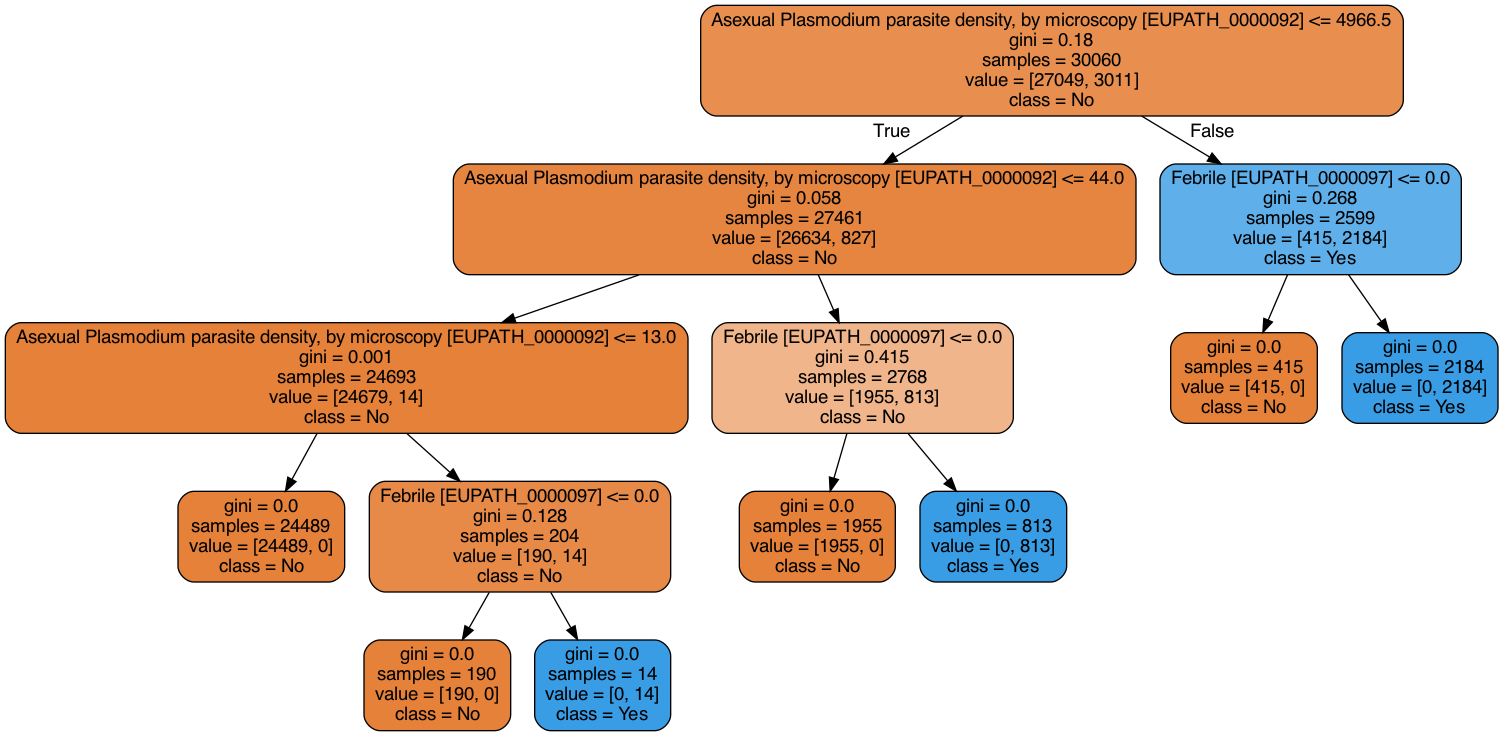 Asexual Plasmodium parasite density, by microscopy [EUPATH_0000092] <= 4966.5
gini = 0.18
samples = 30060
value = [27049, 3011]
class = No
True
False
Asexual Plasmodium parasite density, by microscopy [EUPATH_0000092] <= 44.0
gini = 0.058
samples = 27461
value = [26634, 827]
class = No
Febrile [EUPATH_0000097] <= 0.0
gini = 0.268
samples = 2599
value = [415, 2184]
class = Yes
Asexual Plasmodium parasite density, by microscopy [EUPATH_0000092] <= 13.0
gini = 0.001
samples = 24693
value = [24679, 14]
class = No
Febrile [EUPATH_0000097] <= 0.0
gini = 0.415
samples = 2768
value = [1955, 813]
class = No
gini = 0.0
samples = 415
value = [415, 0]
class = No
gini = 0.0
samples = 2184
value = [0, 2184]
class = Yes
gini = 0.0
samples = 24489
value = [24489, 0]
class = No
Febrile [EUPATH_0000097] <= 0.0
gini = 0.128
samples = 204
value = [190, 14]
class = No
gini = 0.0
samples = 1955
value = [1955, 0]
class = No
gini = 0.0
samples = 813
value = [0, 813]
class = Yes
gini = 0.0
samples = 190
value = [190, 0]
class = No
gini = 0.0
samples = 14
value = [0, 14]
class = Yes